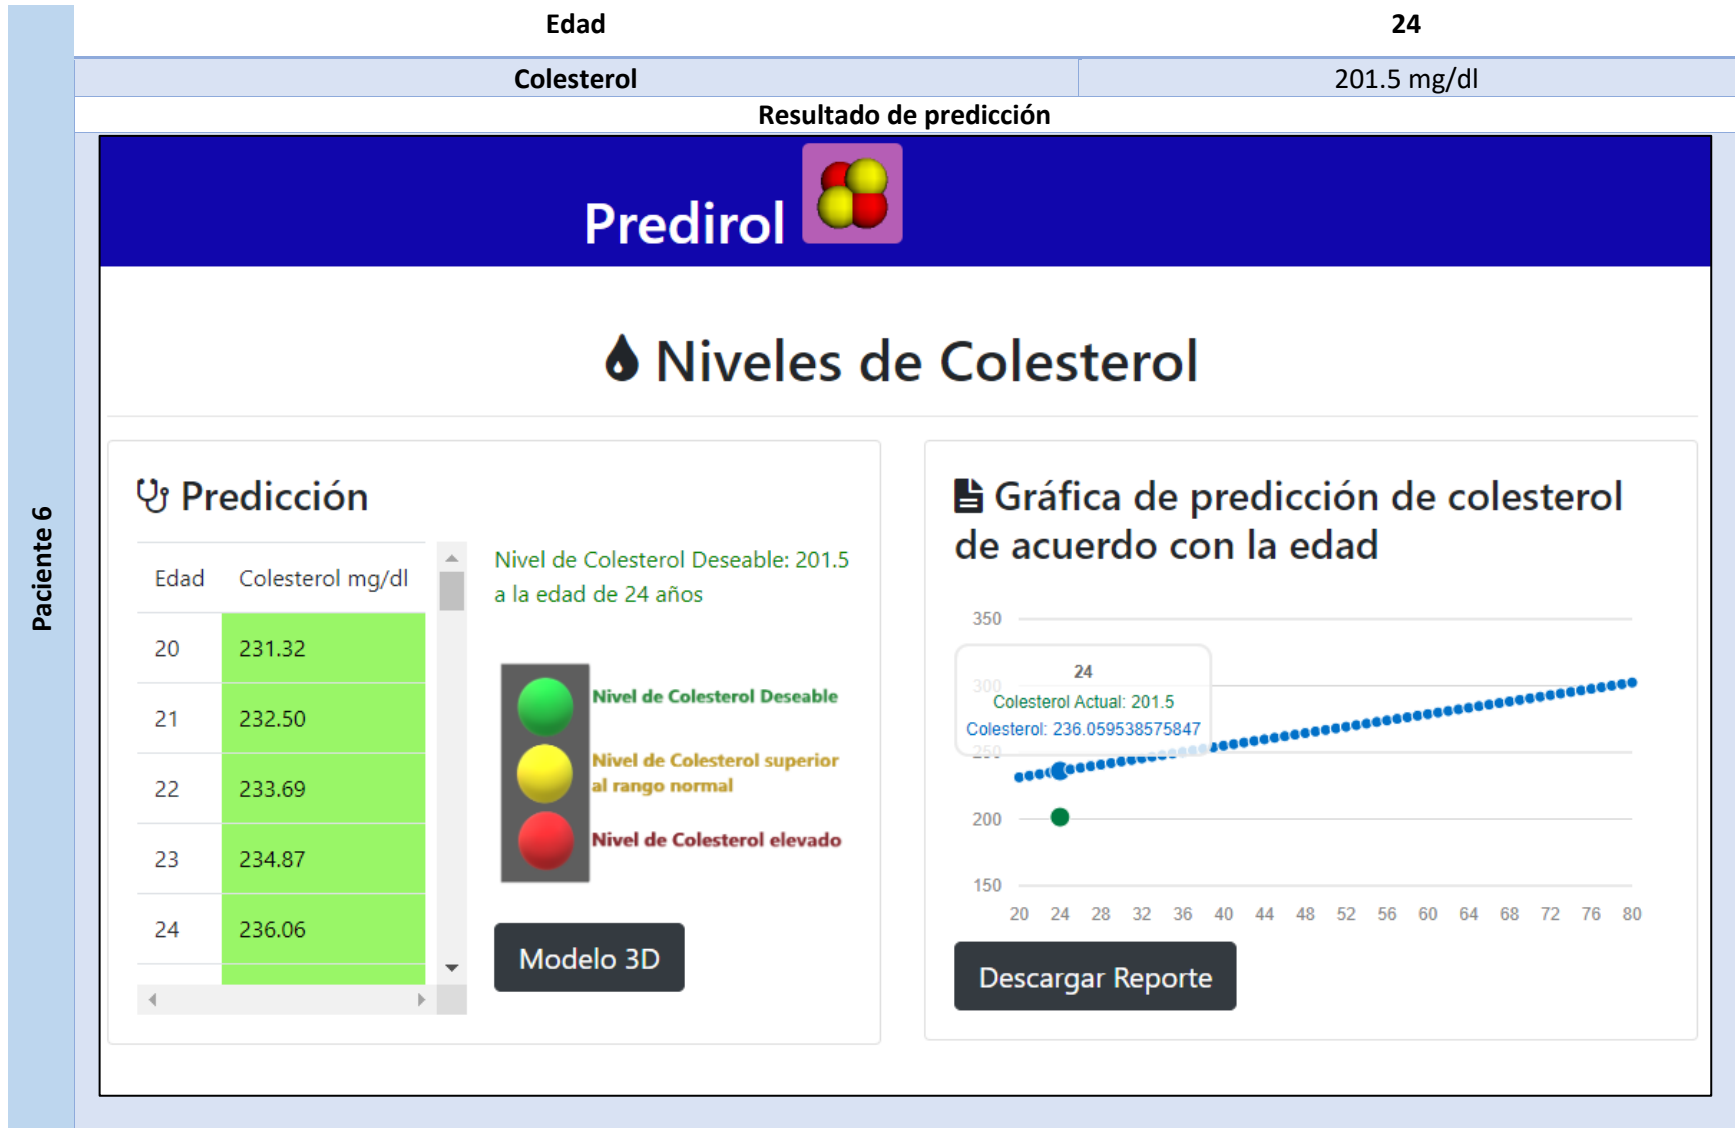 Edad 24
Colesterol 201.5 mg/dl
Resultado de predicción
Paciente 6
Predirol
Niveles de Colesterol
Predicción
Edad Colesterol mg/dl
20 231.32
21 232.50
22 233.69
23 234.87
24 236.06
Nivel de Colesterol Deseable: 201.5
a la edad de 24 años
Nivel de Colesterol Deseable
Nivel de Colesterol superior
al rango normal
Nivel de Colesterol elevado
Modelo 3D
Gráfica de predicción de colesterol
de acuerdo con la edad
350
300
250
200
150
24
Colesterol Actual: 201.5
Colesterol: 236.059538575847
20 24 28 32 36 40 44 48 52 56 60 64 68 72 76 80
Descargar Reporte